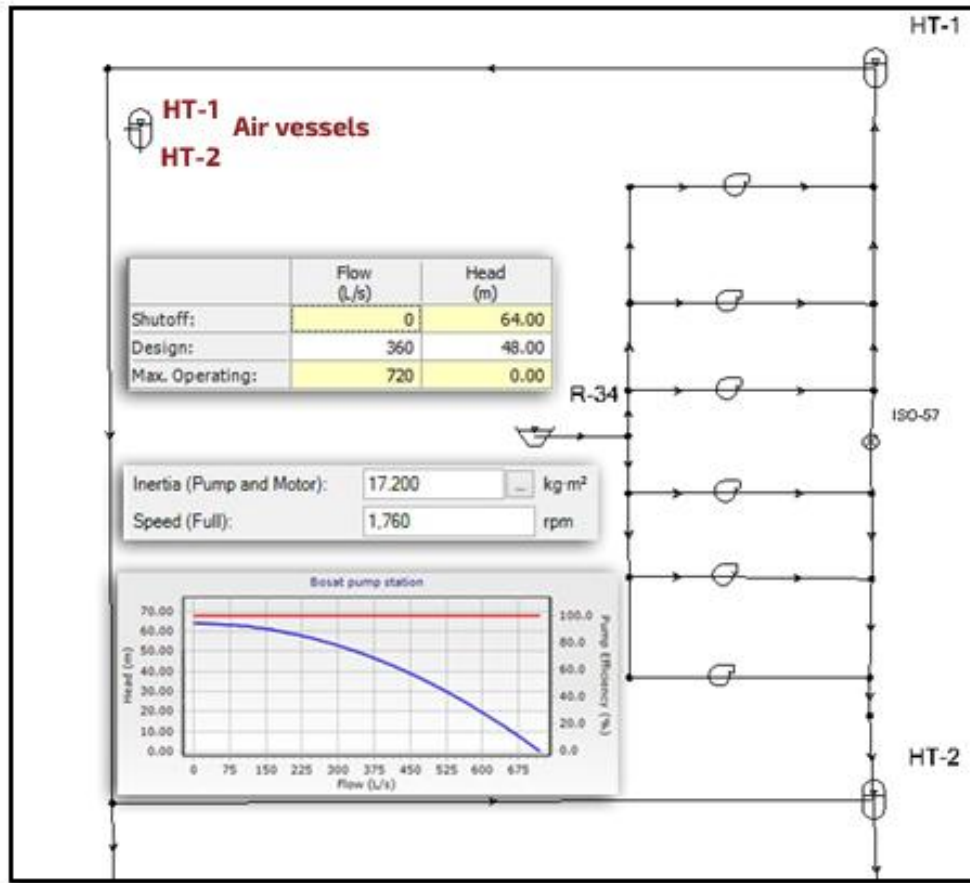 HT-1
HT-1
Air vessels
HT-2
Flow
(L/s)
Head
(m)
Shutoff: 0 64.00
Design: 360 48.00
Max. Operating: 720 0.00
R-34
ISO-57
Inertia (Pump and Motor): 17.200 ... kg·m²
Speed (Full): 1,760 rpm
Bosat pump station
Head (m)
70.00
60.00
50.00
40.00
30.00
20.00
10.00
0.00
100.0
80.0
60.0
40.0
20.0
0.0
Pump Efficiency (%)
0 75 150 225 300 375 450 525 600 675
Flow (L/s)
HT-2